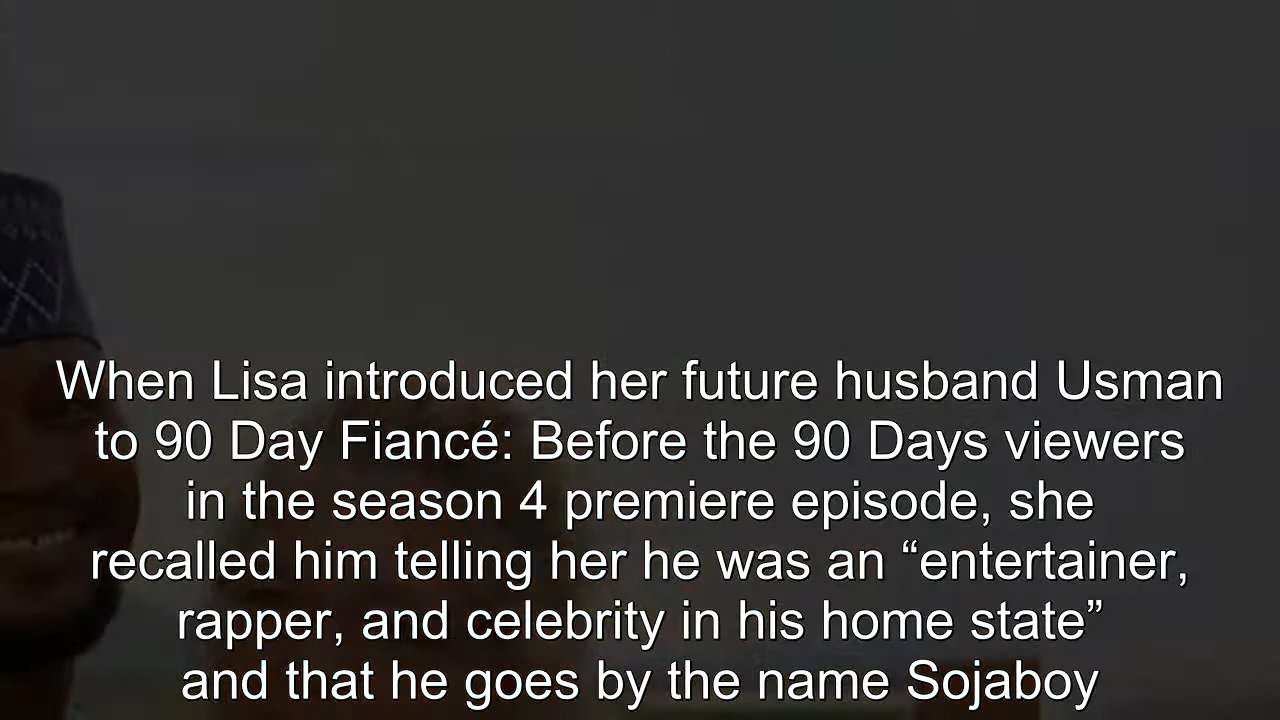 When Lisa introduced her future husband Usman
to 90 Day Fiancé: Before the 90 Days viewers
in the season 4 premiere episode, she
recalled him telling her he was an “entertainer,
rapper, and celebrity in his home state”
and that he goes by the name Sojaboy